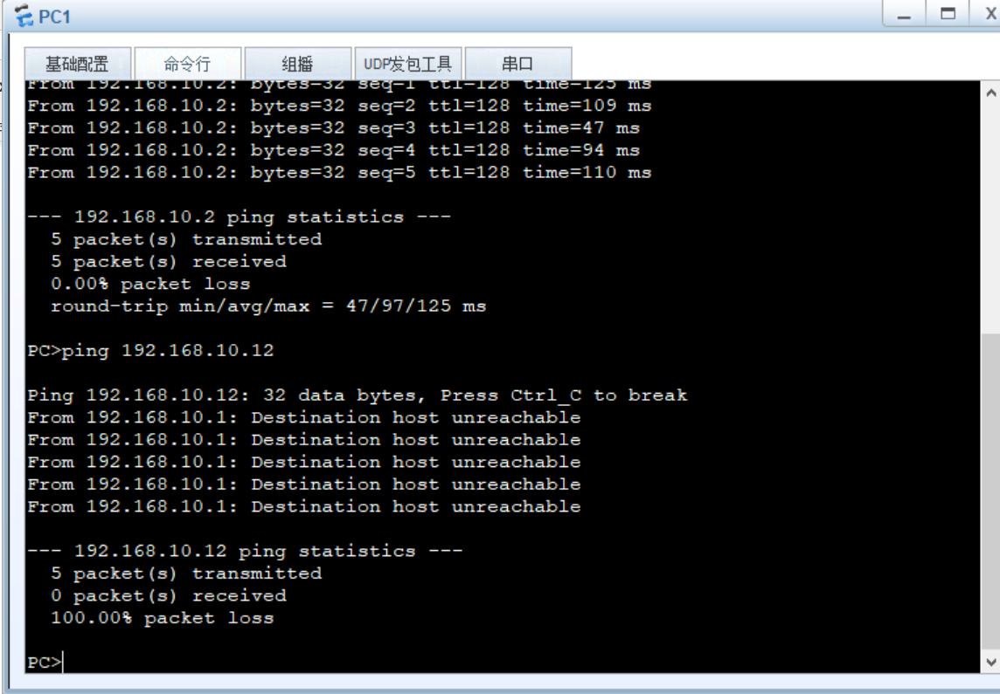 PC1
基础配置 命令行 组播 UDP发包工具 串口
From 192.168.10.2: bytes=32 seq=1 ttl=128 time=125 ms
From 192.168.10.2: bytes=32 seq=2 ttl=128 time=109 ms
From 192.168.10.2: bytes=32 seq=3 ttl=128 time=47 ms
From 192.168.10.2: bytes=32 seq=4 ttl=128 time=94 ms
From 192.168.10.2: bytes=32 seq=5 ttl=128 time=110 ms
--- 192.168.10.2 ping statistics ---
5 packet(s) transmitted
5 packet(s) received
0.00% packet loss
round-trip min/avg/max = 47/97/125 ms
PC>ping 192.168.10.12
Ping 192.168.10.12: 32 data bytes, Press Ctrl_C to break
From 192.168.10.1: Destination host unreachable
From 192.168.10.1: Destination host unreachable
From 192.168.10.1: Destination host unreachable
From 192.168.10.1: Destination host unreachable
From 192.168.10.1: Destination host unreachable
--- 192.168.10.12 ping statistics ---
5 packet(s) transmitted
0 packet(s) received
100.00% packet loss
PC>